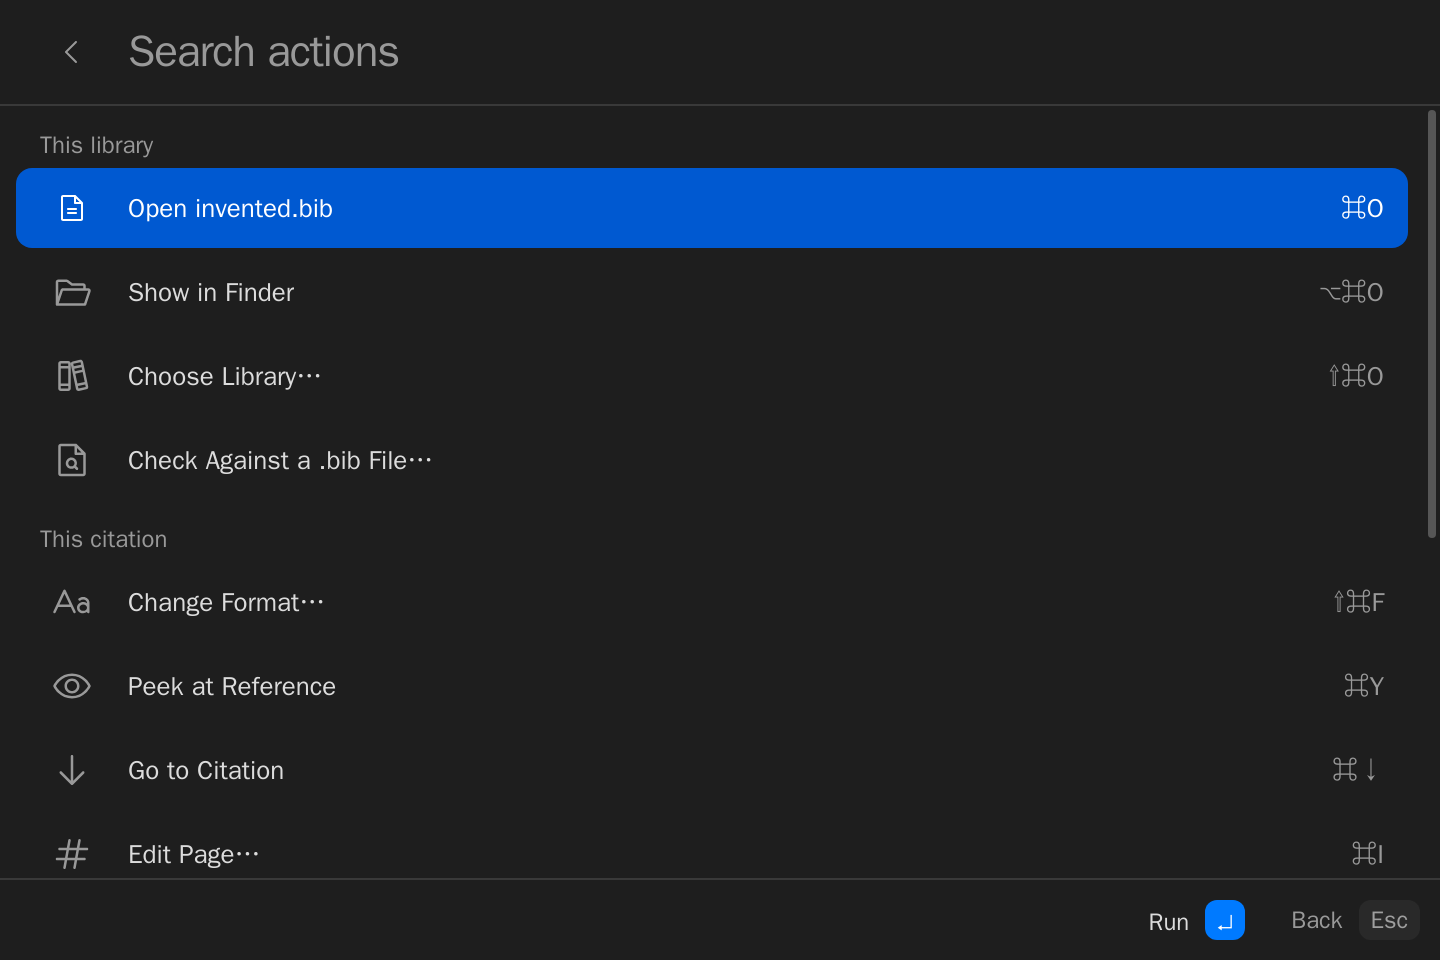 Search actions
This library
Open invented.bib ⌘O
Show in Finder ⌥⌘O
Choose Library… ⇧⌘O
Check Against a .bib File…
This citation
Aa Change Format… ⇧⌘F
Peek at Reference ⌘Y
Go to Citation ⌘↓
# Edit Page… ⌘I
Run ↵ Back Esc